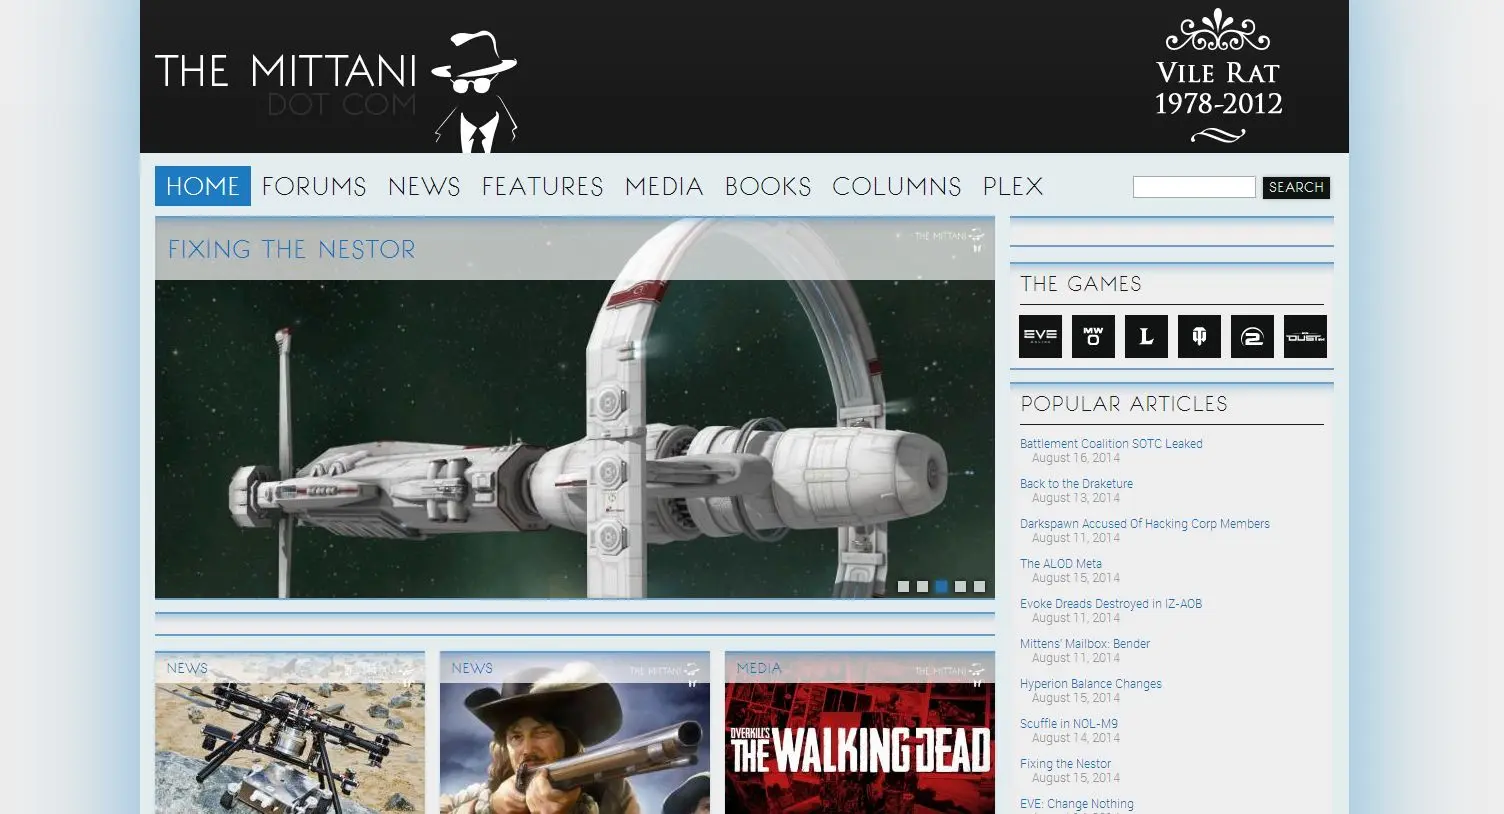 THE MITTANI
DOT COM
VILE RAT
1978-2012
HOME FORUMS NEWS FEATURES MEDIA BOOKS COLUMNS PLEX
SEARCH
FIXING THE NESTOR
THE MITTANI
THE GAMES
EVE
ONLINE
MW
O
L
2
DUST
POPULAR ARTICLES
Battlement Coalition SOTC Leaked
August 16, 2014
Back to the Draketure
August 13, 2014
Darkspawn Accused Of Hacking Corp Members
August 11, 2014
The ALOD Meta
August 15, 2014
Evoke Dreads Destroyed in IZ-AOB
August 11, 2014
Mittens' Mailbox: Bender
August 11, 2014
Hyperion Balance Changes
August 15, 2014
Scuffle in NOL-M9
August 14, 2014
Fixing the Nestor
August 15, 2014
EVE: Change Nothing
NEWS
NEWS
THE MITTANI
MEDIA
THE MITTANI
OVERKILL'S
THE WALKING DEAD